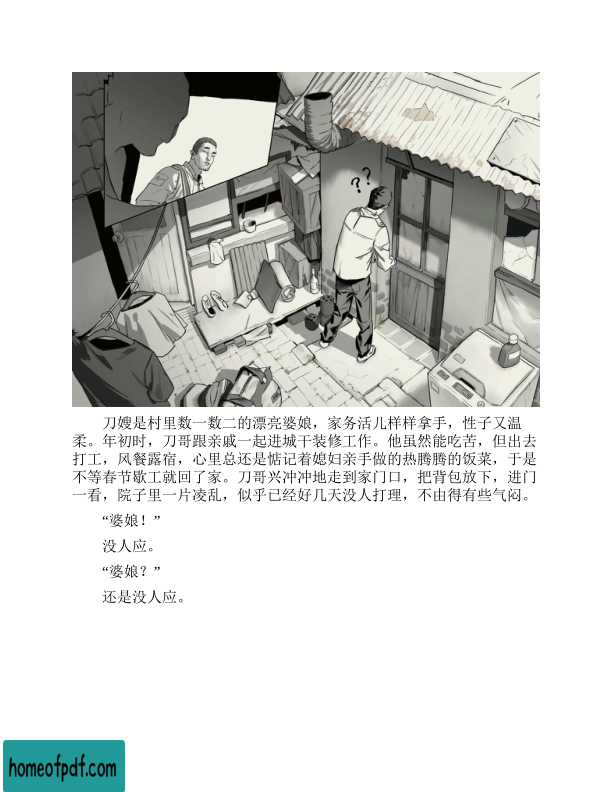 ? ?
刀嫂是村里数一数二的漂亮婆娘，家务活儿样样拿手，性子又温
柔。年初时，刀哥跟亲戚一起进城干装修工作。他虽然能吃苦，但出去
打工，风餐露宿，心里总还是惦记着媳妇亲手做的热腾腾的饭菜，于是
不等春节歇工就回了家。刀哥兴冲冲地走到家门口，把背包放下，进门
一看，院子里一片凌乱，似乎已经好几天没人打理，不由得有些气闷。
“婆娘！”
没人应。
“婆娘？”
还是没人应。
homeofpdf.com